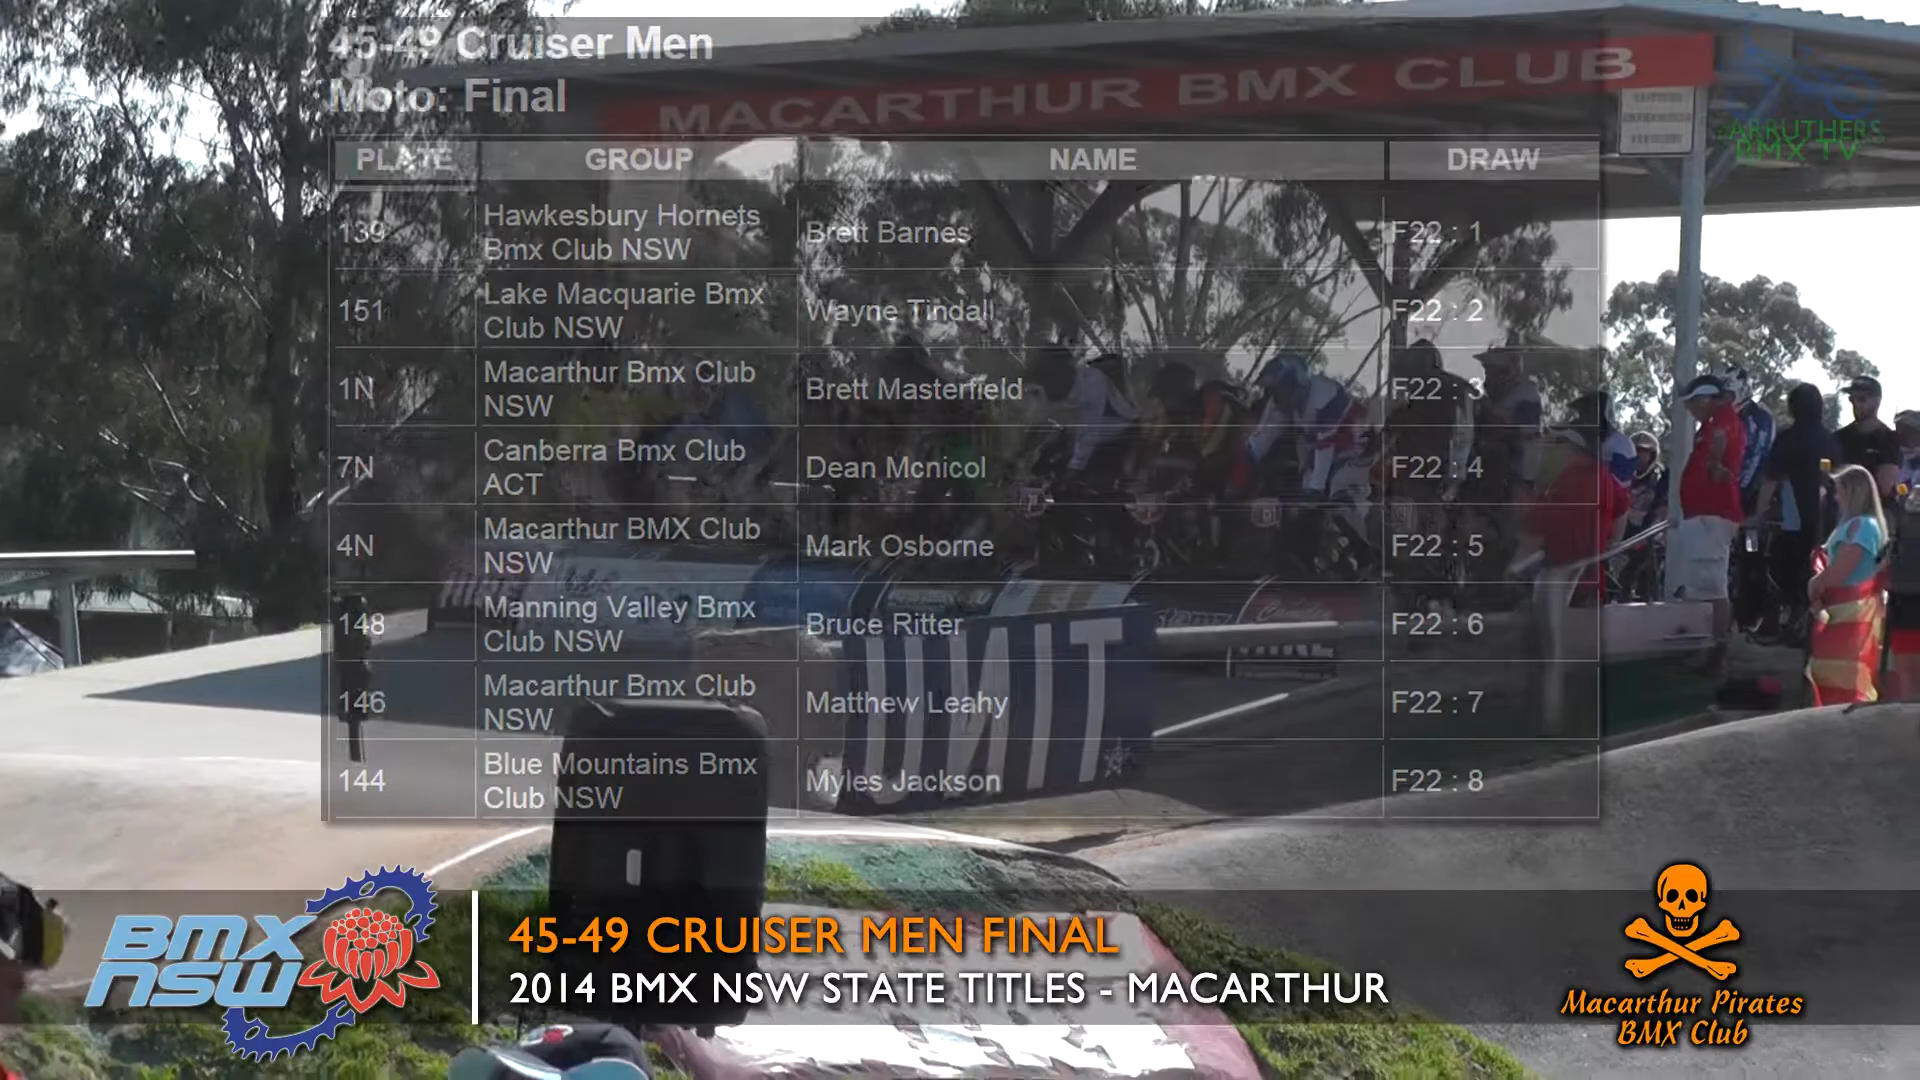 45-49 Cruiser Men
Moto: Final
MACARTHUR BMX CLUB
CARRUTHERS
BMX TV
PLATE GROUP NAME DRAW
139 Hawkesbury Hornets Bmx Club NSW Brett Barnes F22 : 1
151 Lake Macquarie Bmx Club NSW Wayne Tindall F22 : 2
1N Macarthur Bmx Club NSW Brett Masterfield F22 : 3
7N Canberra Bmx Club ACT Dean Mcnicol F22 : 4
4N Macarthur BMX Club NSW Mark Osborne F22 : 5
148 Manning Valley Bmx Club NSW Bruce Ritter F22 : 6
146 Macarthur Bmx Club NSW Matthew Leahy F22 : 7
144 Blue Mountains Bmx Club NSW Myles Jackson F22 : 8
UNIT
BMX
NSW
45-49 CRUISER MEN FINAL
2014 BMX NSW STATE TITLES - MACARTHUR
Macarthur Pirates
BMX Club